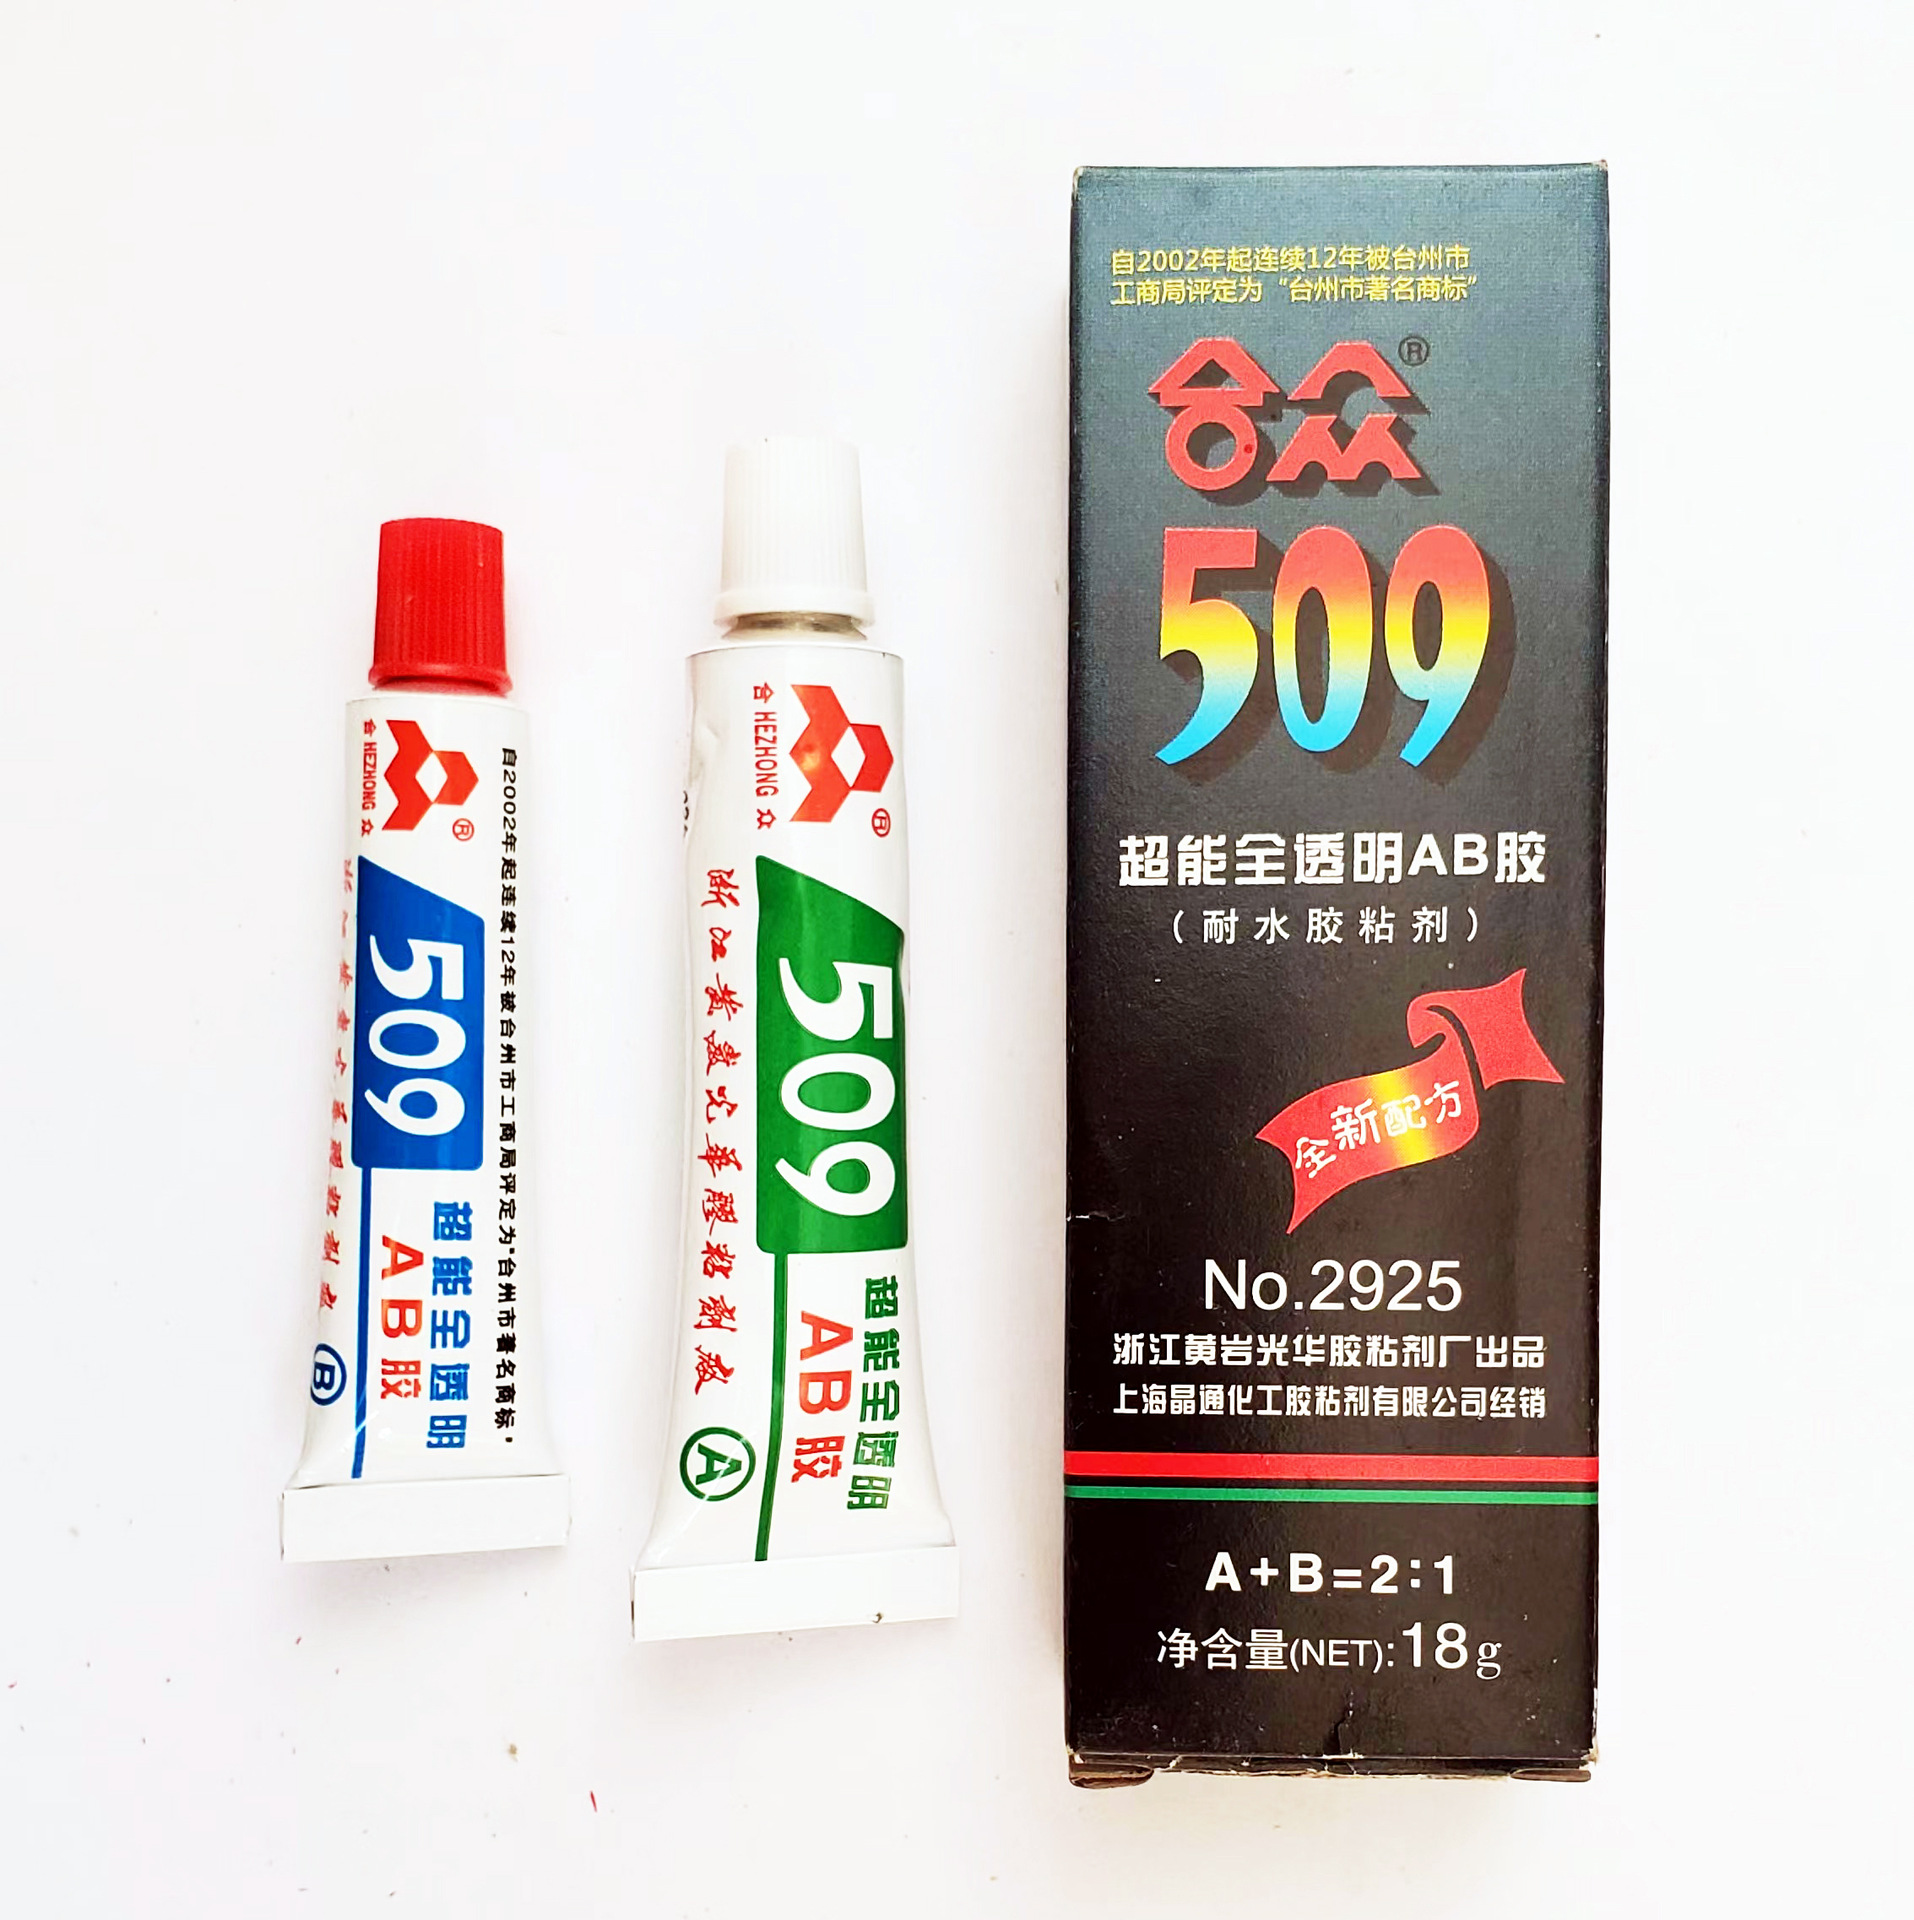 自2002年起连续12年被台州市工商局评定为"台州市著名商标"
合 HEZHONG 众
®
509
超能全透明
AB胶
B
合 HEZHONG 众
®
509
浙江黄岩光华胶粘剂厂
超能全透明
AB胶
A
自2002年起连续12年被台州市
工商局评定为“台州市著名商标”
合众®
509
超能全透明AB胶
(耐水胶粘剂)
全新配方
No.2925
浙江黄岩光华胶粘剂厂出品
上海晶通化工胶粘剂有限公司经销
A+B=2:1
净含量(NET):18g